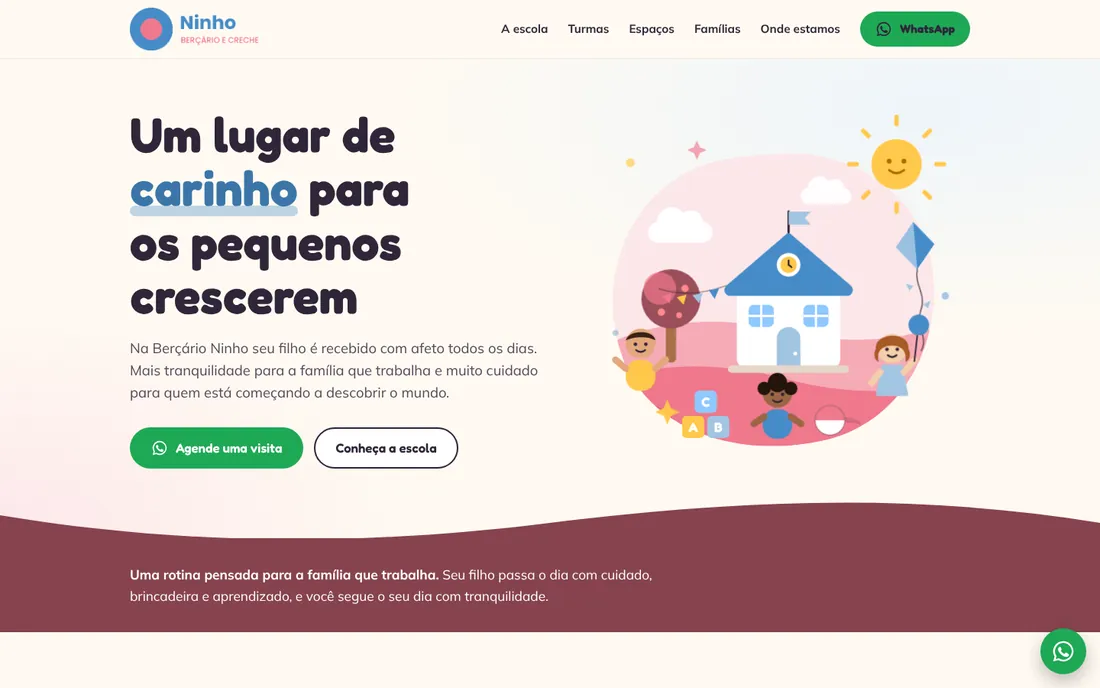 Ninho
BERÇÁRIO E CRECHE
A escola
Turmas
Espaços
Famílias
Onde estamos
WhatsApp
Um lugar de
carinho para
os pequenos
crescerem
Na Berçário Ninho seu filho é recebido com afeto todos os dias.
Mais tranquilidade para a família que trabalha e muito cuidado
para quem está começando a descobrir o mundo.
Agende uma visita
Conheça a escola
C
A B
Uma rotina pensada para a família que trabalha. Seu filho passa o dia com cuidado,
brincadeira e aprendizado, e você segue o seu dia com tranquilidade.